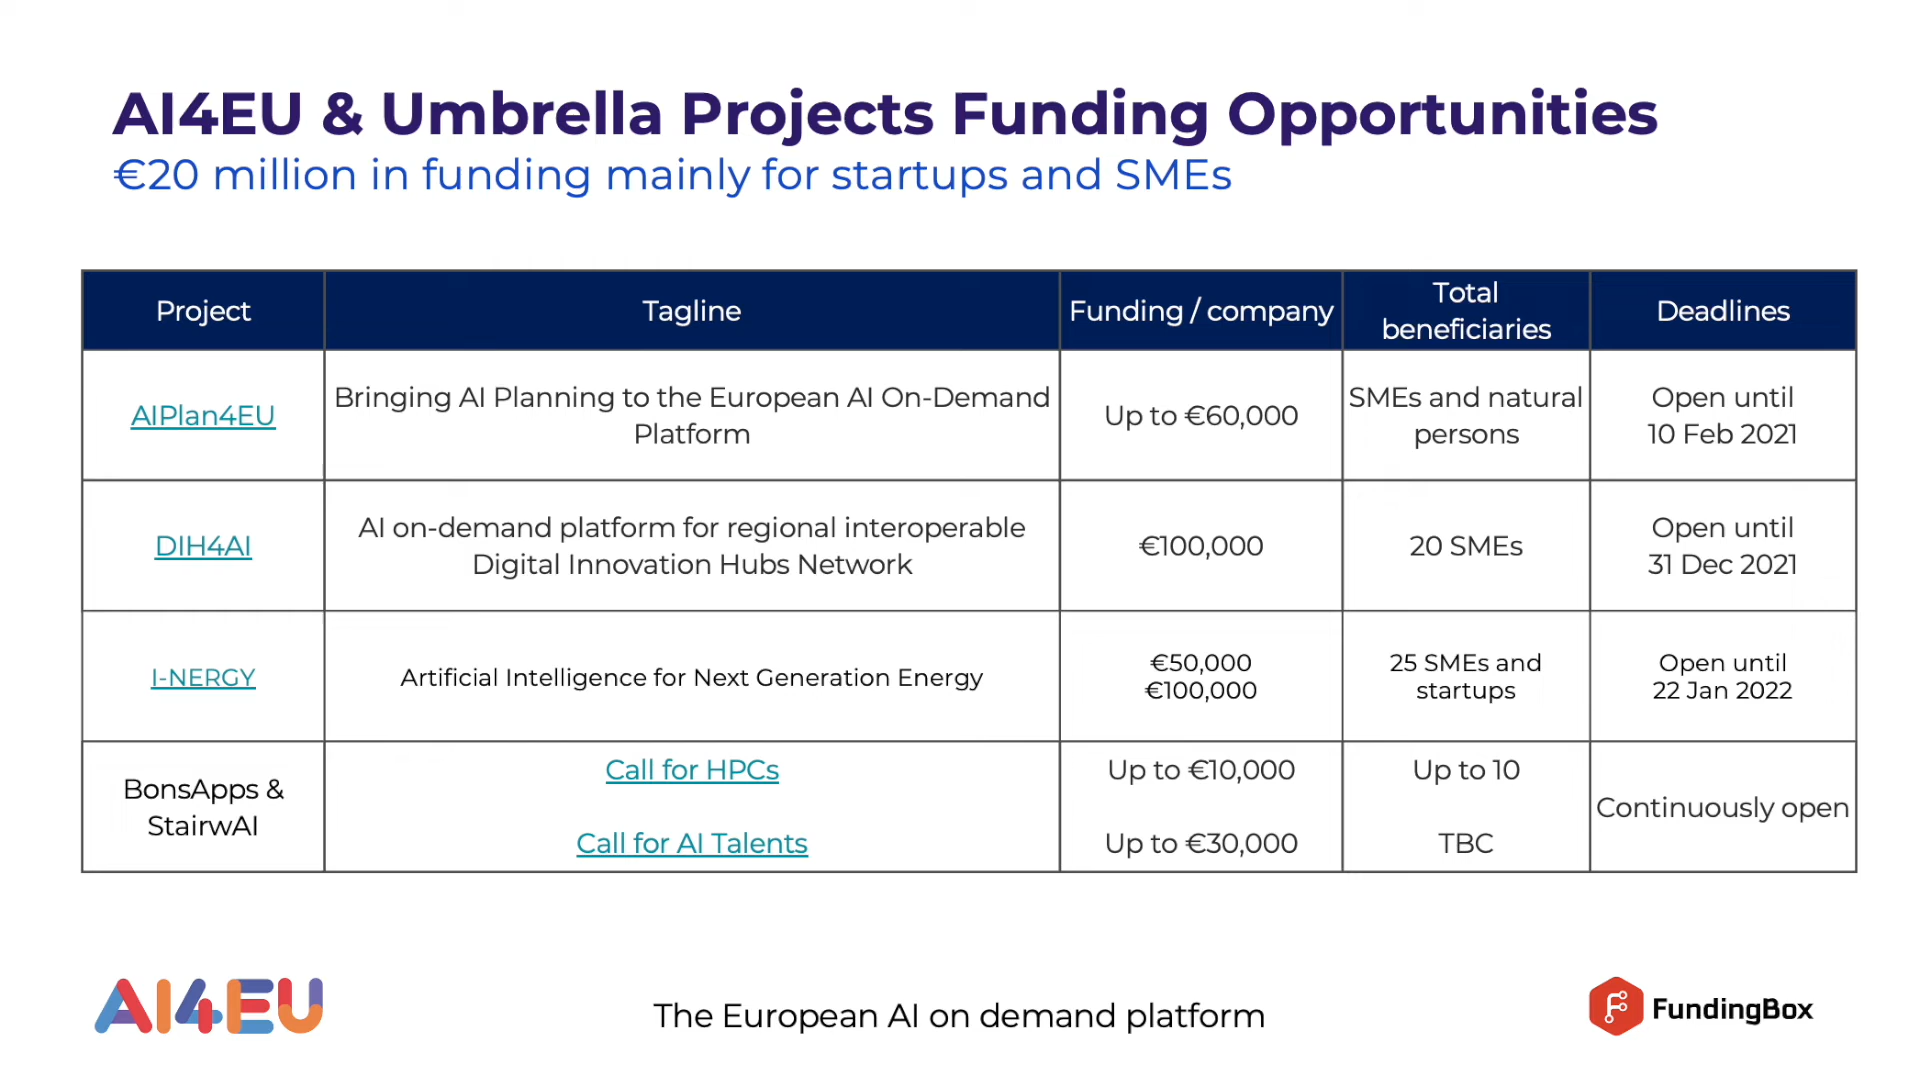 AI4EU & Umbrella Projects Funding Opportunities
€20 million in funding mainly for startups and SMEs
Project
Tagline
Funding / company
Total
beneficiaries
Deadlines
AIPlan4EU
Bringing AI Planning to the European AI On-Demand
Platform
Up to €60,000
SMEs and natural
persons
Open until
10 Feb 2021
DIH4AI
AI on-demand platform for regional interoperable
Digital Innovation Hubs Network
€100,000
20 SMEs
Open until
31 Dec 2021
I-NERGY
Artificial Intelligence for Next Generation Energy
€50,000
€100,000
25 SMEs and
startups
Open until
22 Jan 2022
BonsApps &
StairwAI
Call for HPCs
Call for AI Talents
Up to €10,000
Up to €30,000
Up to 10
TBC
Continuously open
AI4EU
The European AI on demand platform
FundingBox